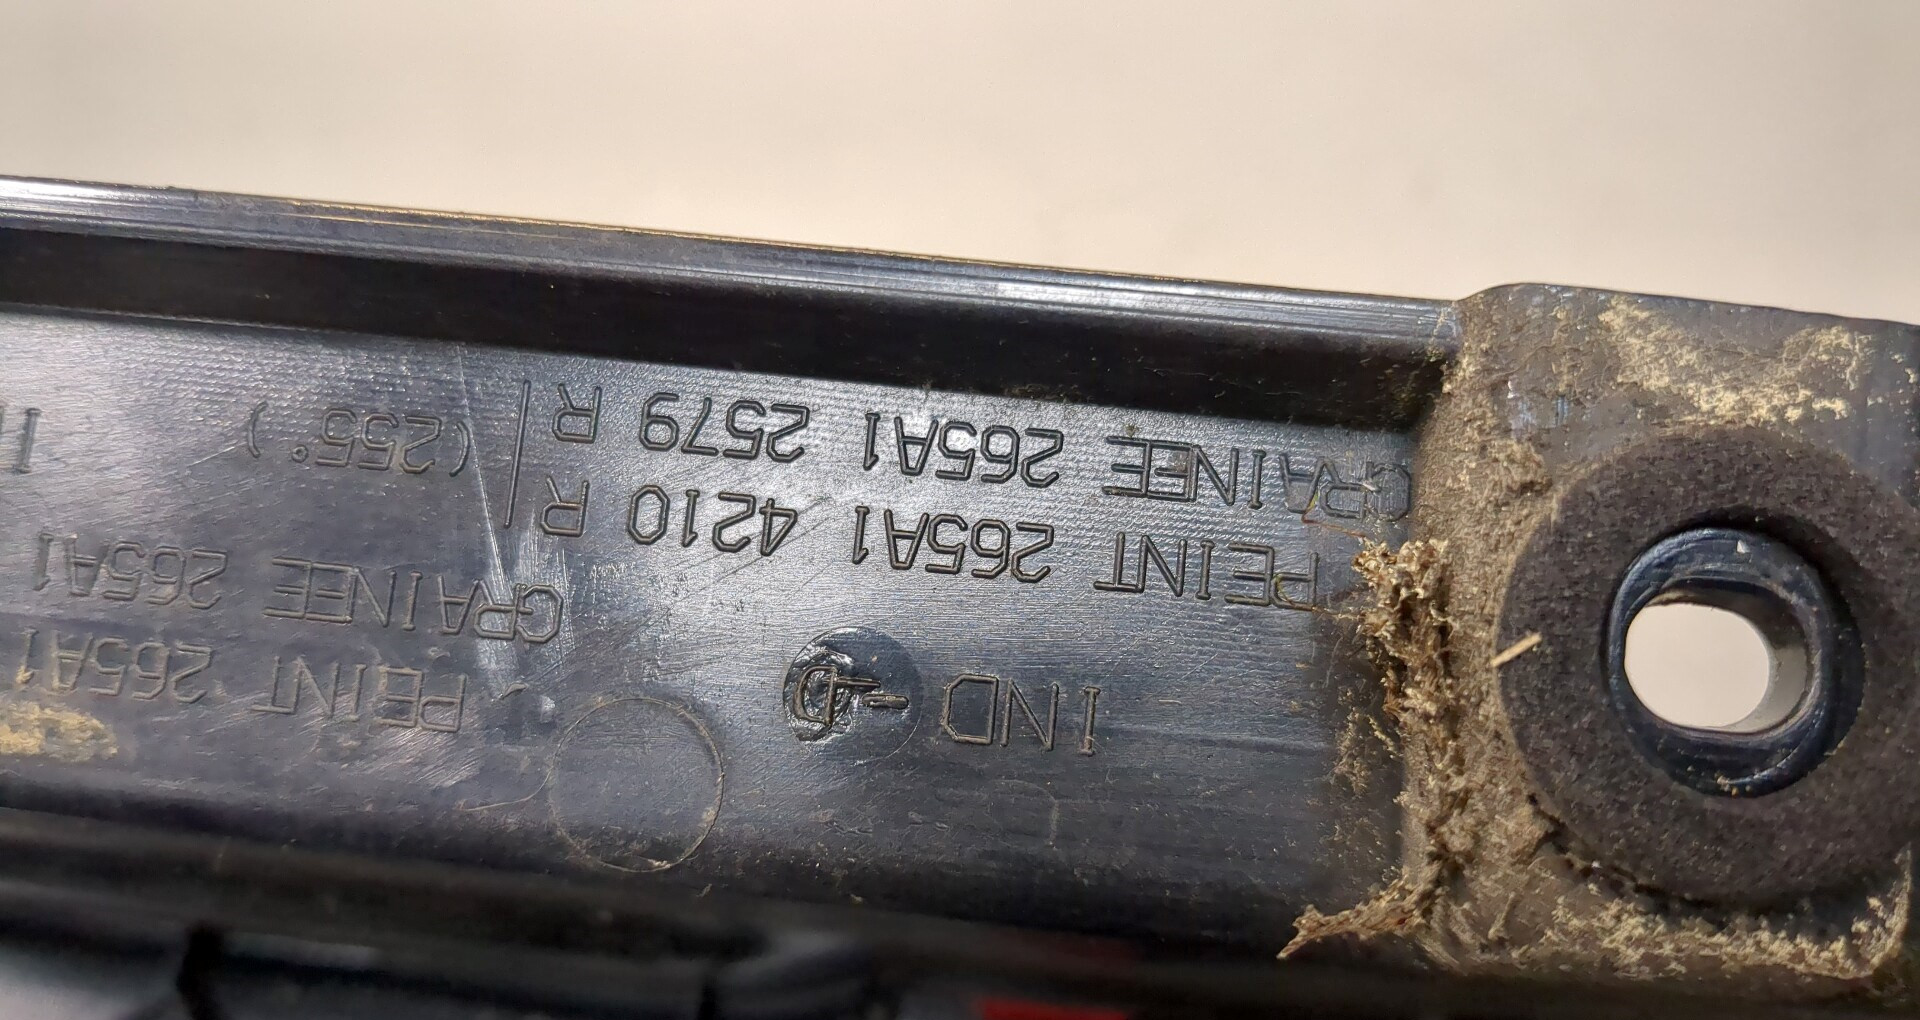 IND
PEINT 265A1 4210 R
GRAINEE 265A1 2579 R
(255°)
PEINT 265A1
GRAINEE 265A1